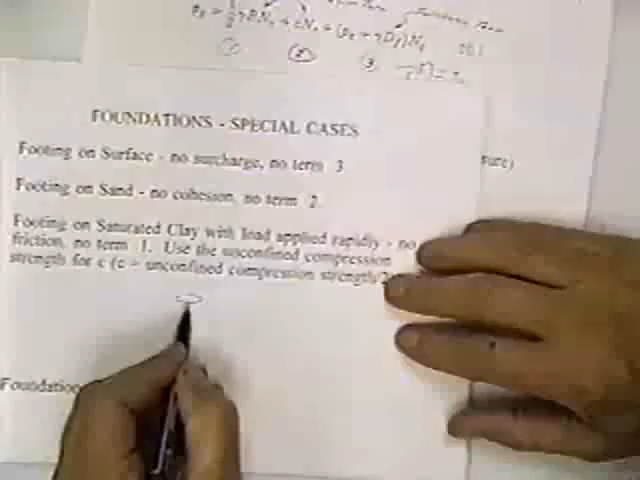 FOUNDATIONS - SPECIAL CASES
Footing on Surface - no surcharge, no term 3
Footing on Sand - no cohesion, no term 2
Footing on Saturated Clay with load applied rapidly - no
friction, no term 1. Use the unconfined compression
strength for c (c = unconfined compression strength/2
Foundation